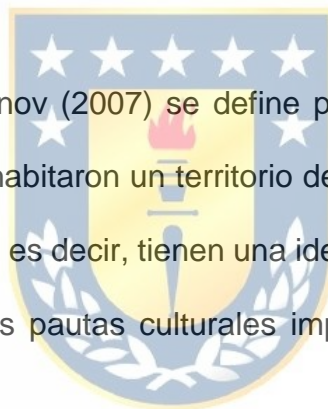 nov (2007) se define p
habitaron un territorio de
es decir, tienen una ide
s pautas culturales imp